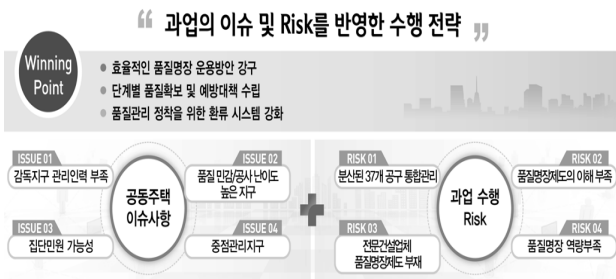 “ 과업의 이슈 및 Risk를 반영한 수행 전략 ”
Winning
Point
• 효율적인 품질명장 운용방안 강구
• 단계별 품질확보 및 예방대책 수립
• 품질관리 정착을 위한 환류 시스템 강화
ISSUE 01
감독지구 관리인력 부족
ISSUE 02
품질 민감/공사 난이도
높은 지구
공동주택
이슈사항
ISSUE 03
집단민원 가능성
ISSUE 04
중점관리지구
RISK 01
분산된 37개 공구 통합관리
RISK 02
품질명장제도의 이해 부족
과업 수행
Risk
RISK 03
전문건설업체
품질명장제도 부재
RISK 04
품질명장 역량부족